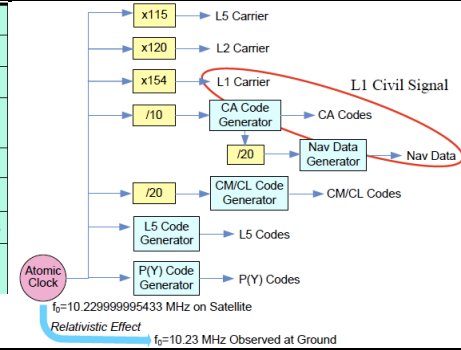 x115
L5 Carrier
x120
L2 Carrier
x154
L1 Carrier
L1 Civil Signal
/10
CA Code
Generator
CA Codes
/20
Nav Data
Generator
Nav Data
/20
CM/CL Code
Generator
CM/CL Codes
L5 Code
Generator
L5 Codes
Atomic
Clock
P(Y) Code
Generator
P(Y) Codes
f0=10.229999995433 MHz on Satellite
Relativistic Effect
f0=10.23 MHz Observed at Ground